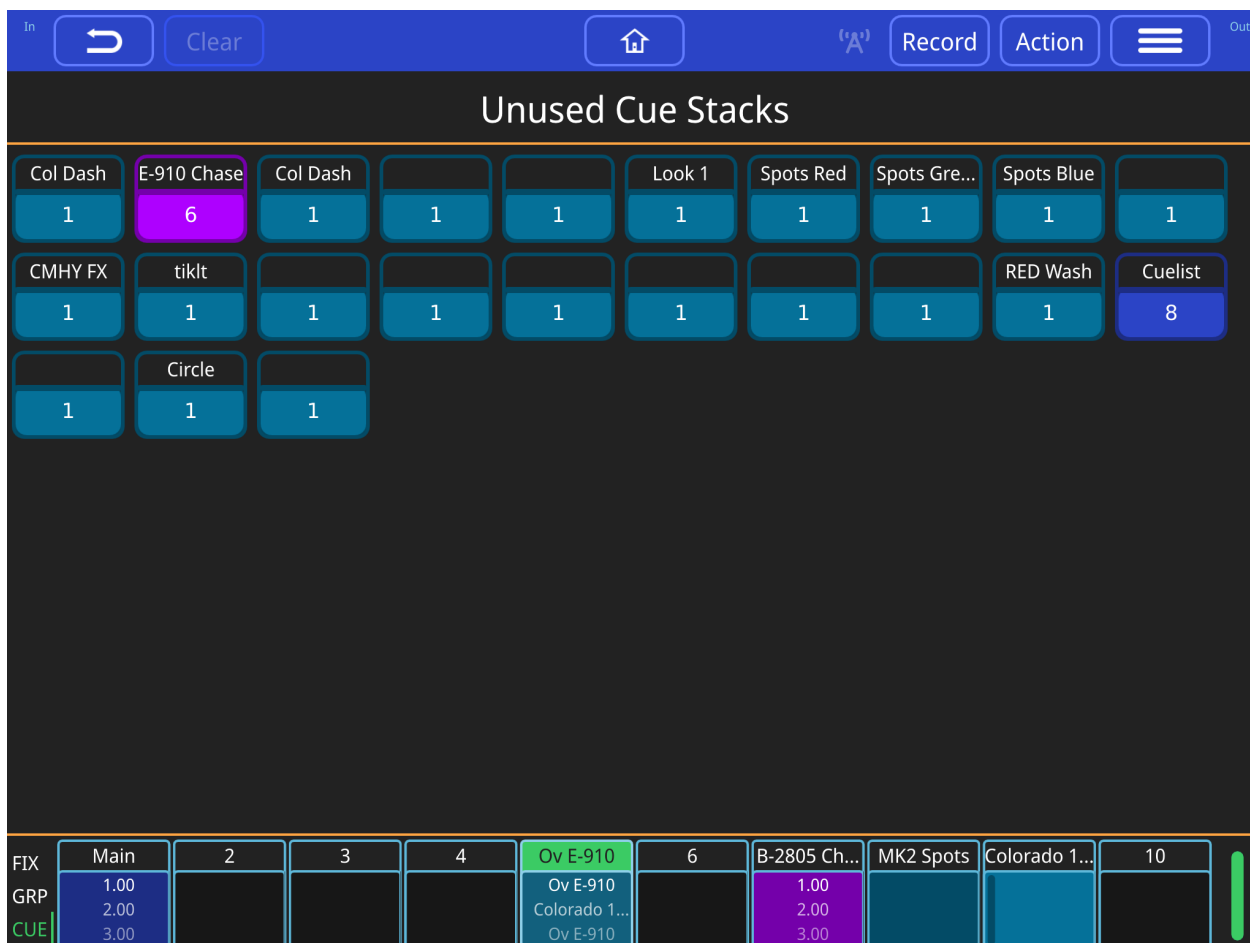 In
Clear
Record
Action
Out
Unused Cue Stacks
Col Dash
E-910 Chase
Col Dash
Look 1
Spots Red
Spots Gre...
Spots Blue
1
6
1
1
1
1
1
1
1
1
CMHY FX
tiklt
RED Wash
Cuelist
1
1
1
1
1
1
1
1
1
8
Circle
1
1
1
FIX
GRP
CUE
Main
1.00
2.00
3.00
2
3
4
Ov E-910
Ov E-910
Colorado 1...
Ov E-910
6
B-2805 Ch...
1.00
2.00
3.00
MK2 Spots
Colorado 1...
10